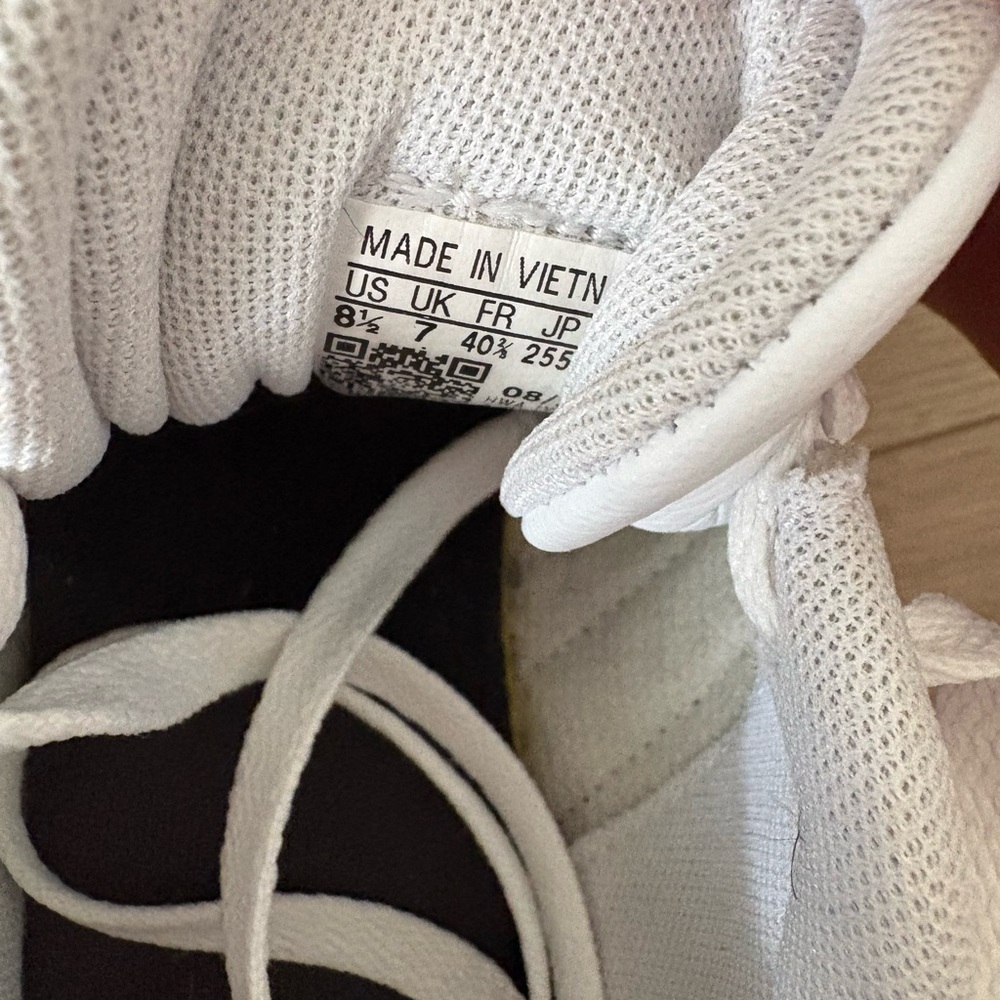 MADE IN VIETN
US UK FR JP
8½ 7 40⅔ 255
08/